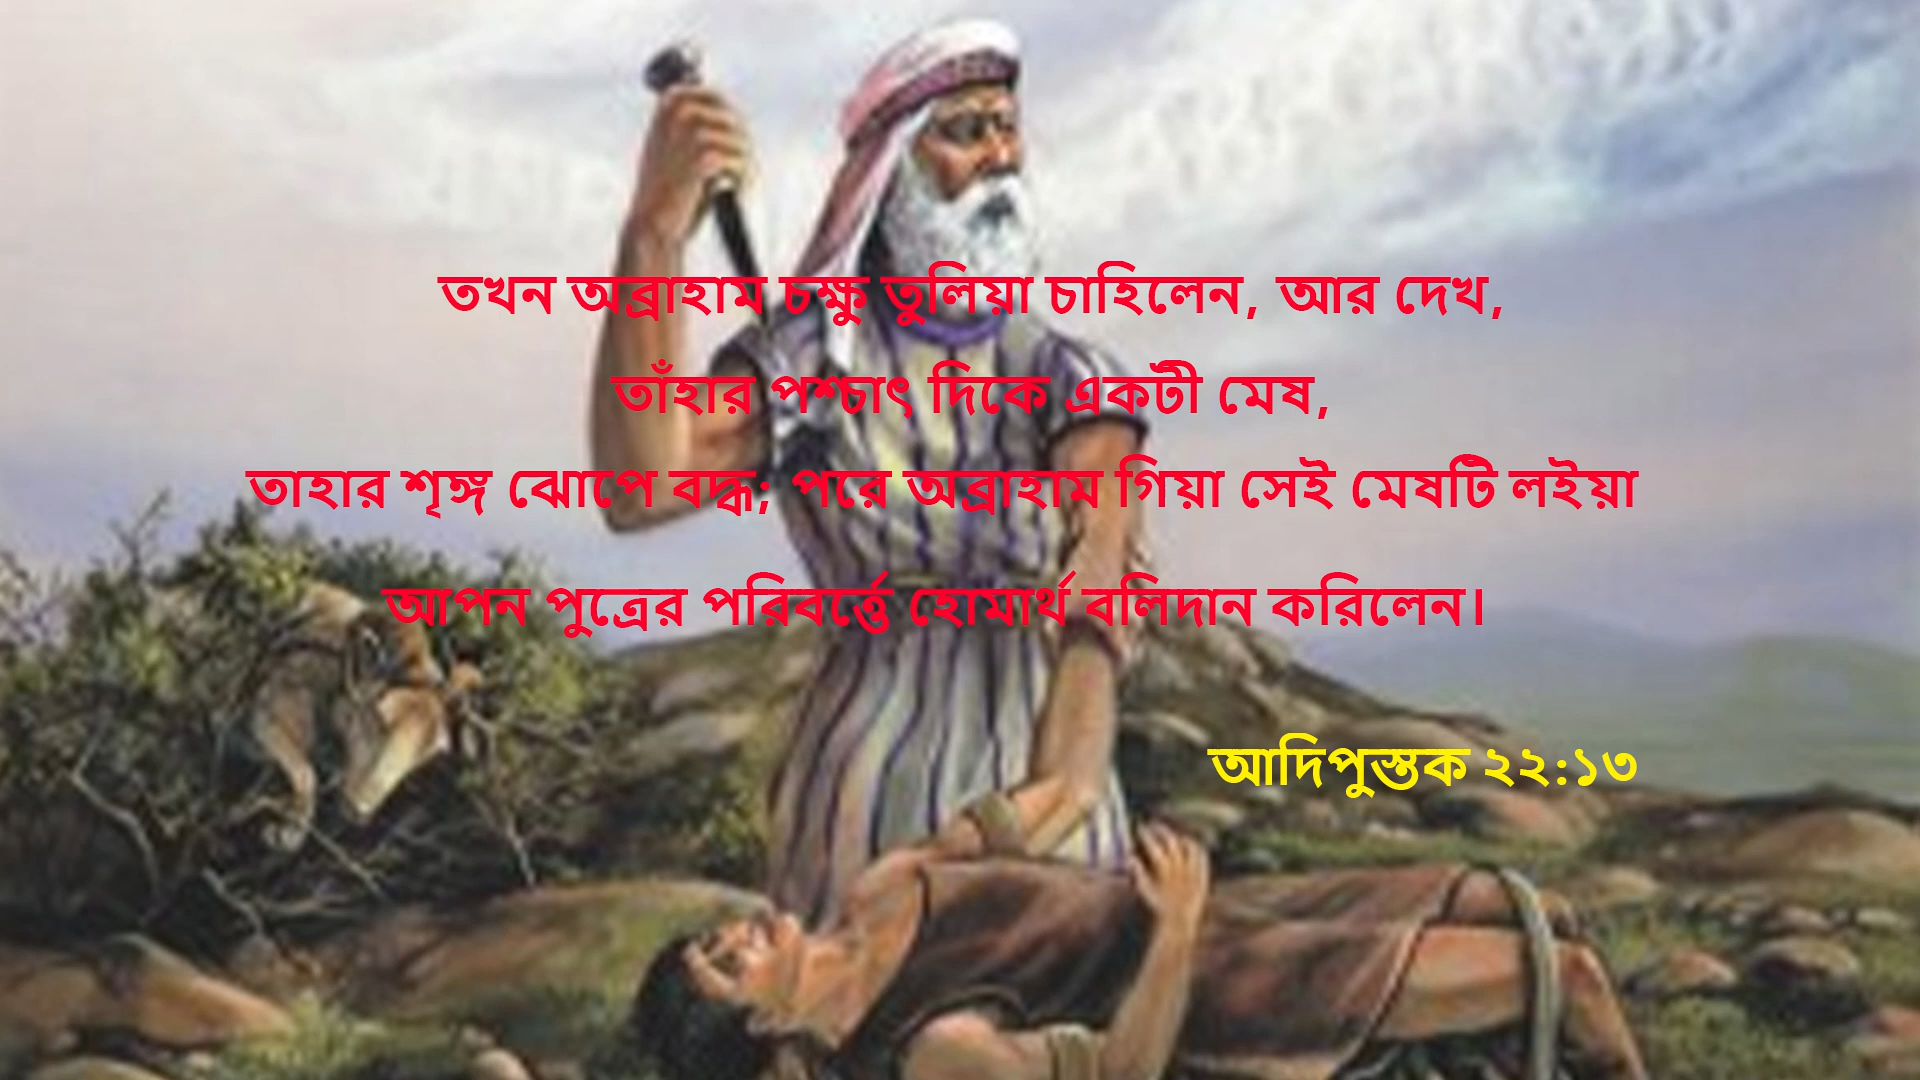 তখন অব্রাহাম চক্ষু তুলিয়া চাহিলেন, আর দেখ,
তাঁহার পশ্চাৎ দিকে একটী মেষ,
তাহার শৃঙ্গ ঝোপে বদ্ধ; পরে অব্রাহাম গিয়া সেই মেষটি লইয়া
আপন পুত্রের পরিবর্ত্তে হোমার্থ বলিদান করিলেন।
আদিপুস্তক ২২:১৩